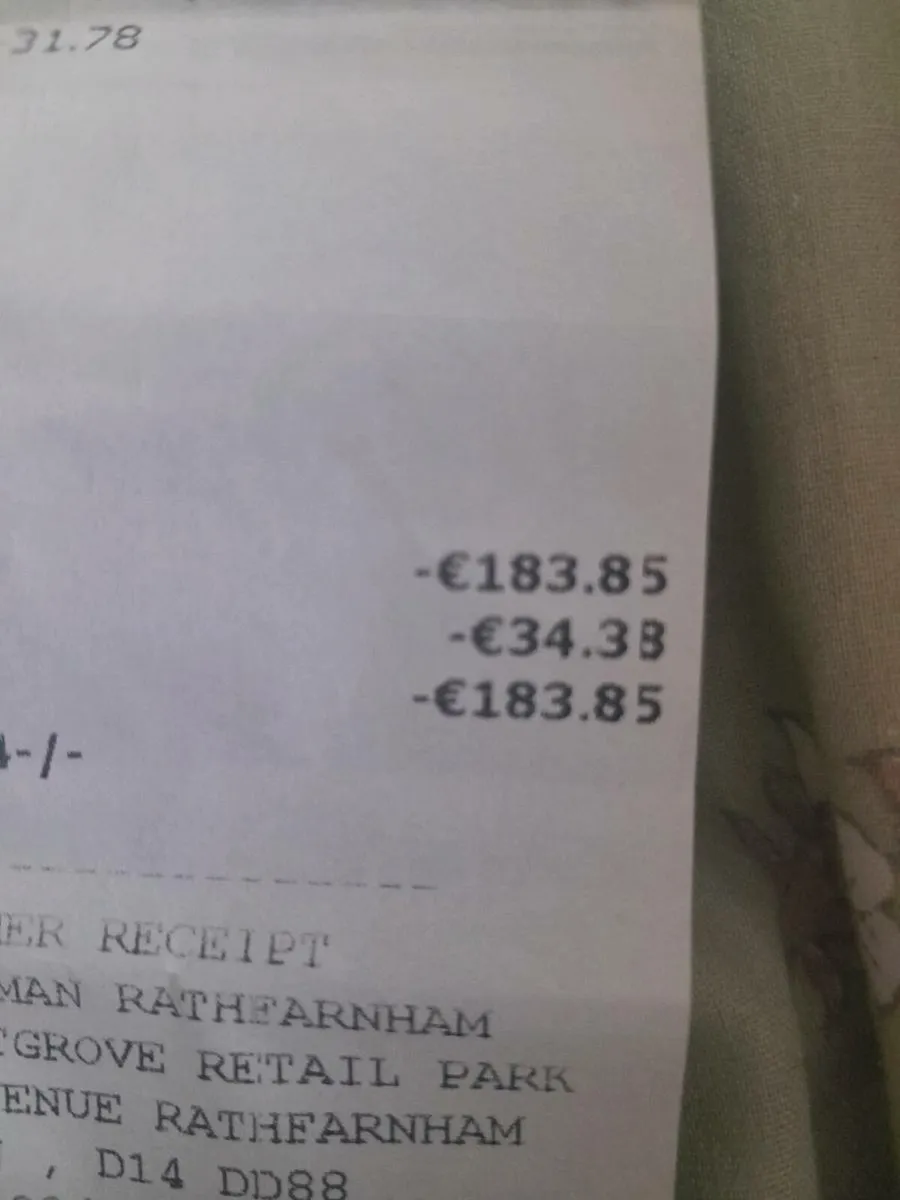 31.78
-€183.85
-€34.38
-€183.85
-/-
ER RECEIPT
MAN RATHFARNHAM
GROVE RETAIL PARK
ENUE RATHFARNHAM
, D14 DD88